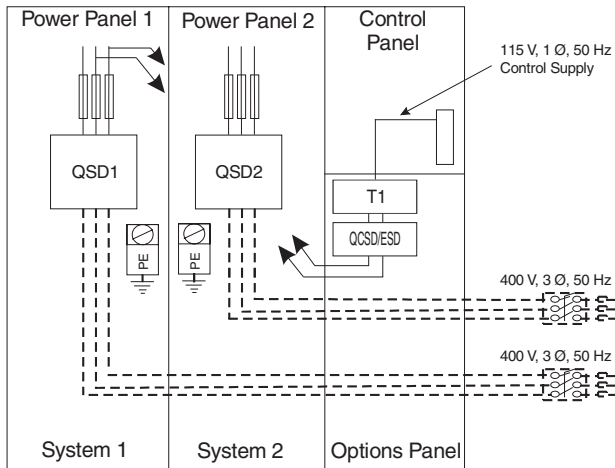 Power Panel 1
Power Panel 2
Control
Panel
115 V, 1 Ø, 50 Hz
Control Supply
QSD1
QSD2
T1
QCSD/ESD
PE
PE
400 V, 3 Ø, 50 Hz
400 V, 3 Ø, 50 Hz
System 1
System 2
Options Panel